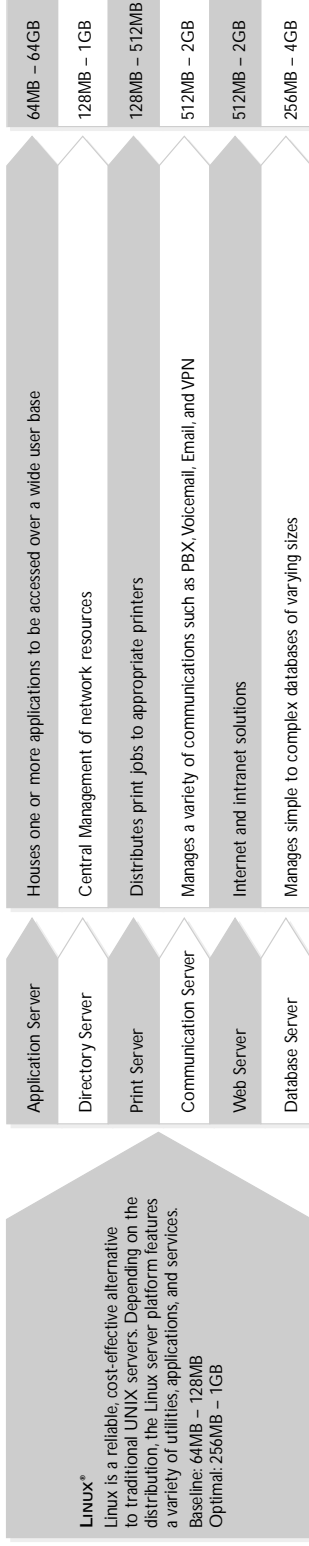 LINUX®
Linux is a reliable, cost-effective alternative
to traditional UNIX servers. Depending on the
distribution, the Linux server platform features
a variety of utilities, applications, and services.
Baseline: 64MB – 128MB
Optimal: 256MB – 1GB
Application Server
Houses one or more applications to be accessed over a wide user base
64MB – 64GB
Directory Server
Central Management of network resources
128MB – 1GB
Print Server
Distributes print jobs to appropriate printers
128MB – 512MB
Communication Server
Manages a variety of communications such as PBX, Voicemail, Email, and VPN
512MB – 2GB
Web Server
Internet and intranet solutions
512MB – 2GB
Database Server
Manages simple to complex databases of varying sizes
256MB – 4GB